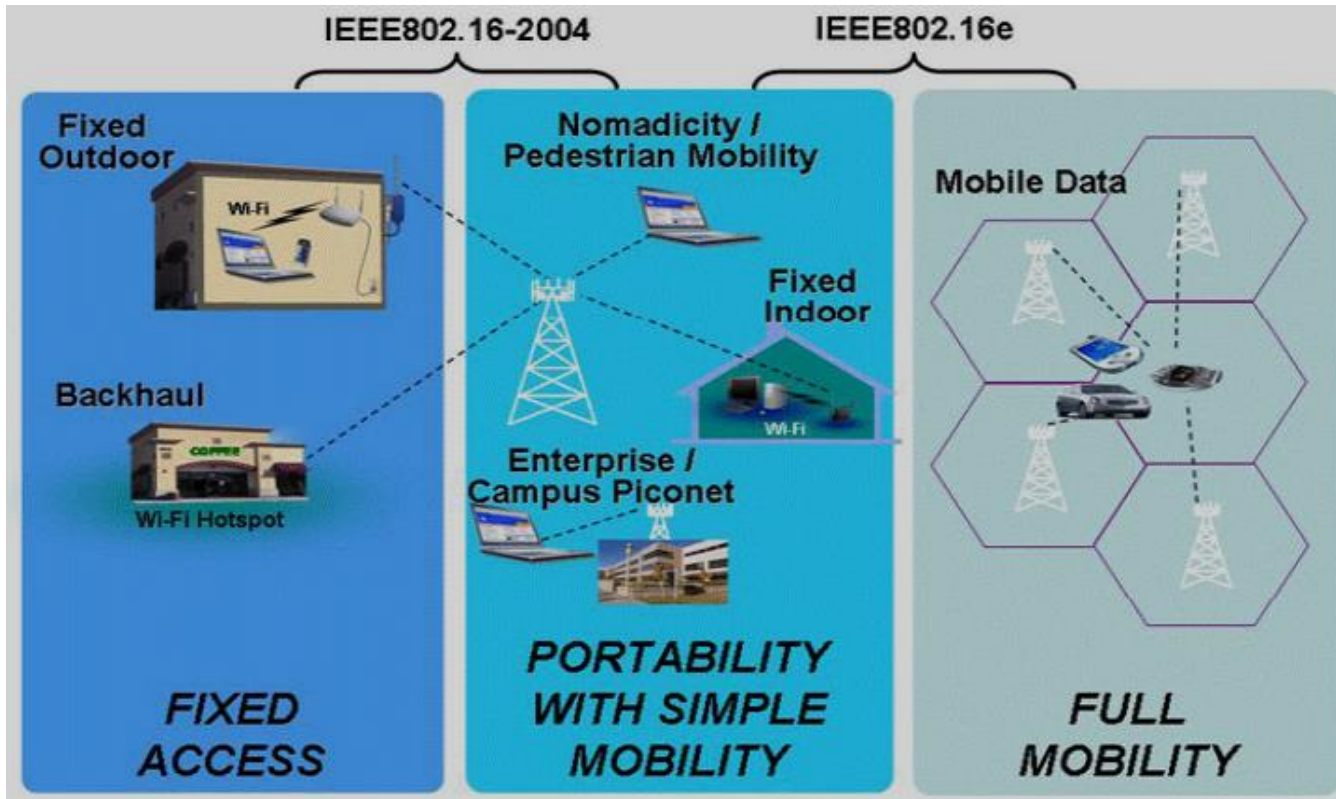 IEEE802.16-2004
IEEE802.16e
Fixed
Outdoor
Wi-Fi
Backhaul
COFFEE
Wi-Fi Hotspot
FIXED
ACCESS
Nomadicity /
Pedestrian Mobility
Fixed
Indoor
Wi-Fi
Enterprise /
Campus Piconet
PORTABILITY
WITH SIMPLE
MOBILITY
Mobile Data
FULL
MOBILITY